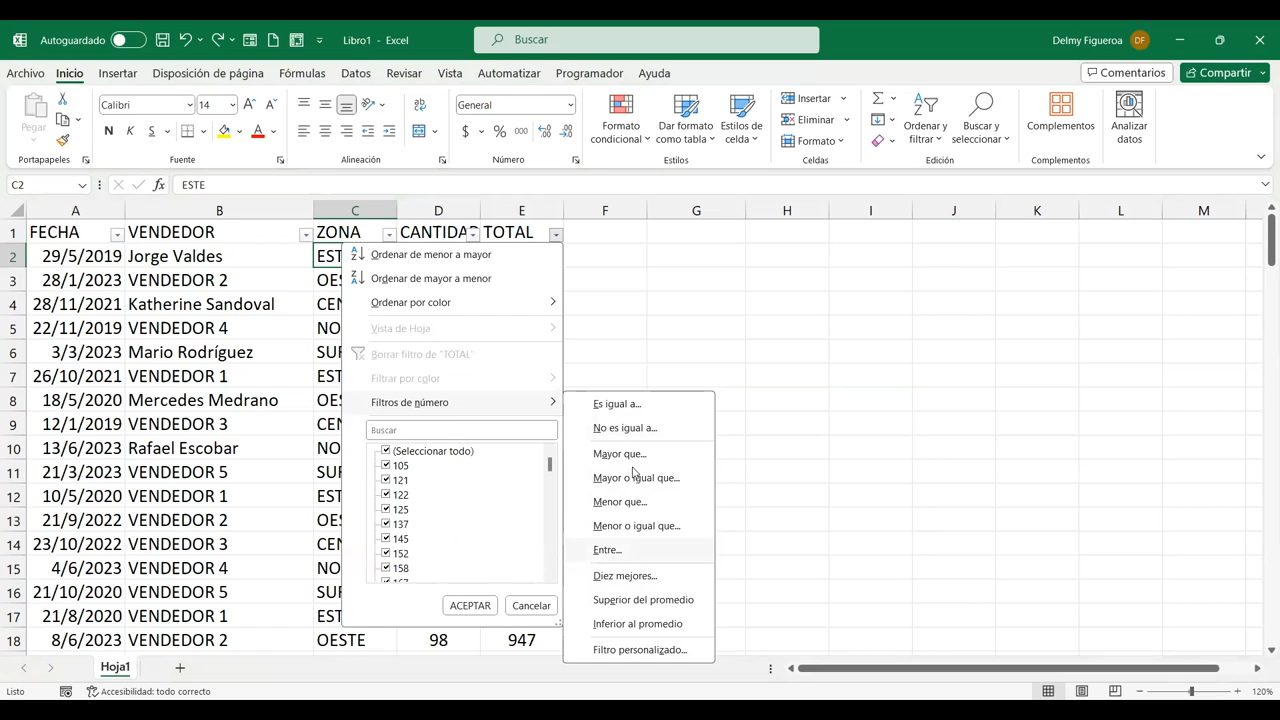 Autoguardado
Libro1 - Excel
Buscar
Delmy Figueroa
DF
Archivo Inicio Insertar Disposición de página Fórmulas Datos Revisar Vista Automatizar Programador Ayuda
Comentarios
Compartir
Pegar
Portapapeles
Calibri
14
N K S
Fuente
Alineación
General
$ % 000
Número
Formato condicional
Dar formato como tabla
Estilos de celda
Estilos
Insertar
Eliminar
Formato
Celdas
Ordenar y filtrar
Buscar y seleccionar
Edición
Complementos
Complementos
Analizar datos
C2
fx
ESTE
A B C D E F G H I J K L M
1 FECHA VENDEDOR ZONA CANTIDAD TOTAL
2 29/5/2019 Jorge Valdes EST
3 28/1/2023 VENDEDOR 2 OE
4 28/11/2021 Katherine Sandoval CEN
5 22/11/2019 VENDEDOR 4 NO
6 3/3/2023 Mario Rodríguez SUR
7 26/10/2021 VENDEDOR 1 EST
8 18/5/2020 Mercedes Medrano OE
9 12/1/2019 VENDEDOR 3 CEN
10 13/6/2023 Rafael Escobar NO
11 21/3/2023 VENDEDOR 5 SUR
12 10/5/2020 VENDEDOR 1 EST
13 21/9/2022 VENDEDOR 2 OE
14 23/10/2022 VENDEDOR 3 CEN
15 4/6/2023 VENDEDOR 4 NO
16 21/10/2020 VENDEDOR 5 SUR
17 21/8/2020 VENDEDOR 1 EST
18 8/6/2023 VENDEDOR 2 OESTE 98 947
Ordenar de menor a mayor
Ordenar de mayor a menor
Ordenar por color
Vista de Hoja
Borrar filtro de "TOTAL"
Filtrar por color
Filtros de número
Buscar
(Seleccionar todo)
105
121
122
125
137
145
152
158
167
ACEPTAR
Cancelar
Es igual a...
No es igual a...
Mayor que...
Mayor o igual que...
Menor que...
Menor o igual que...
Entre...
Diez mejores...
Superior del promedio
Inferior al promedio
Filtro personalizado...
Hoja1
Listo
Accesibilidad: todo correcto
120%